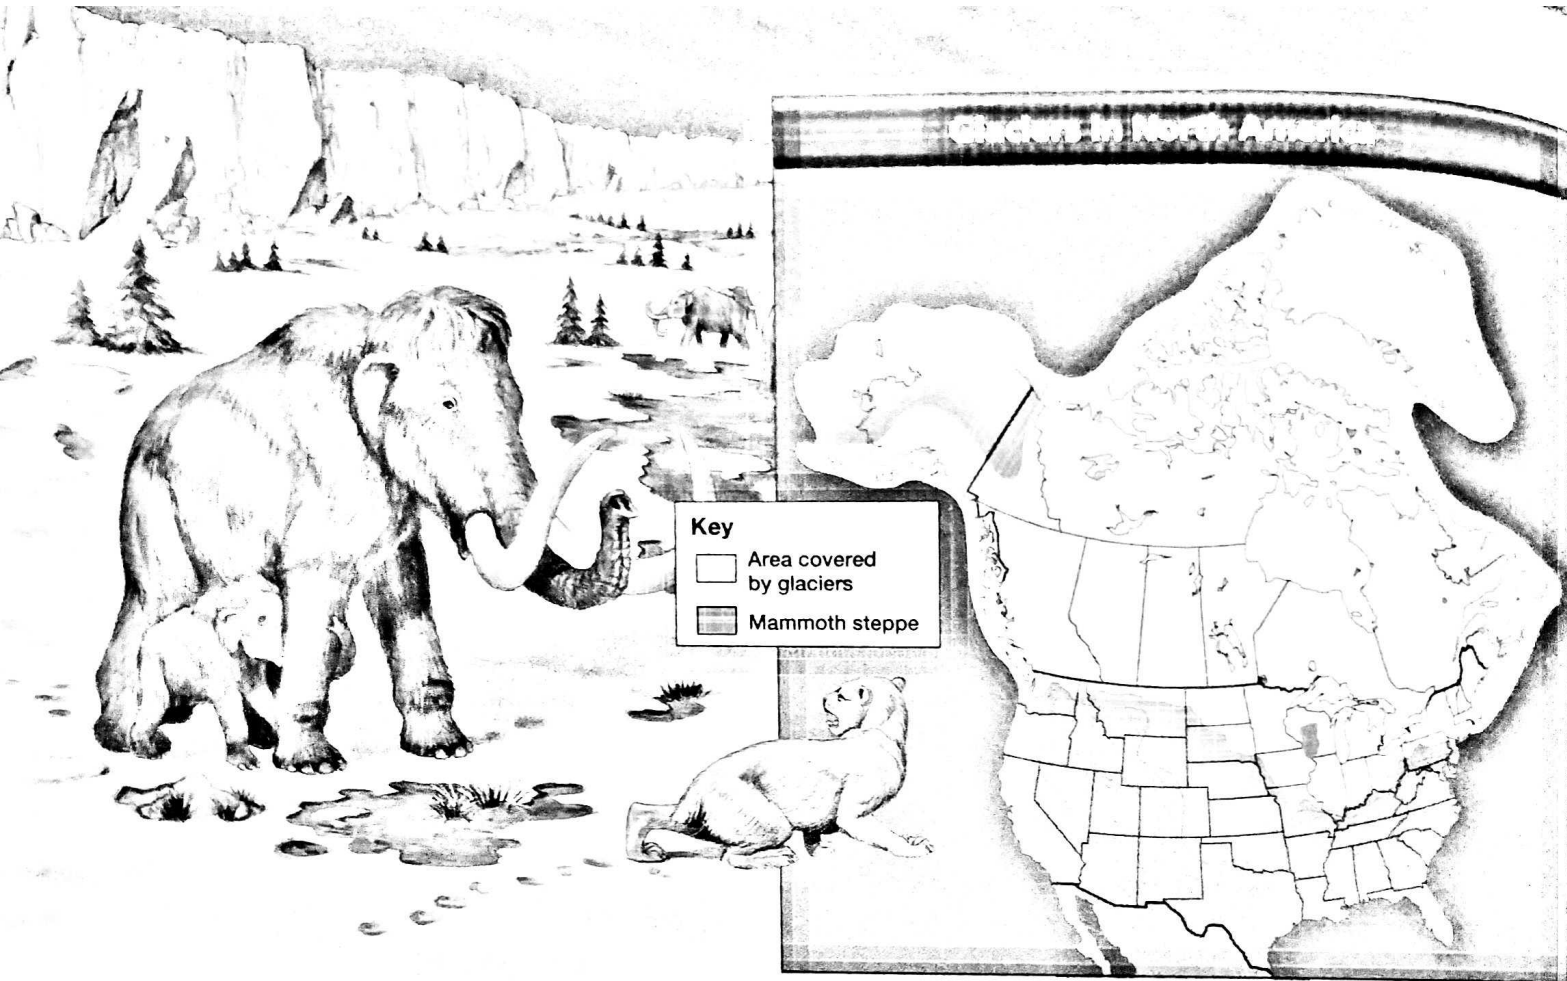 Glaciers in North America
Key
Area covered
by glaciers
Mammoth steppe